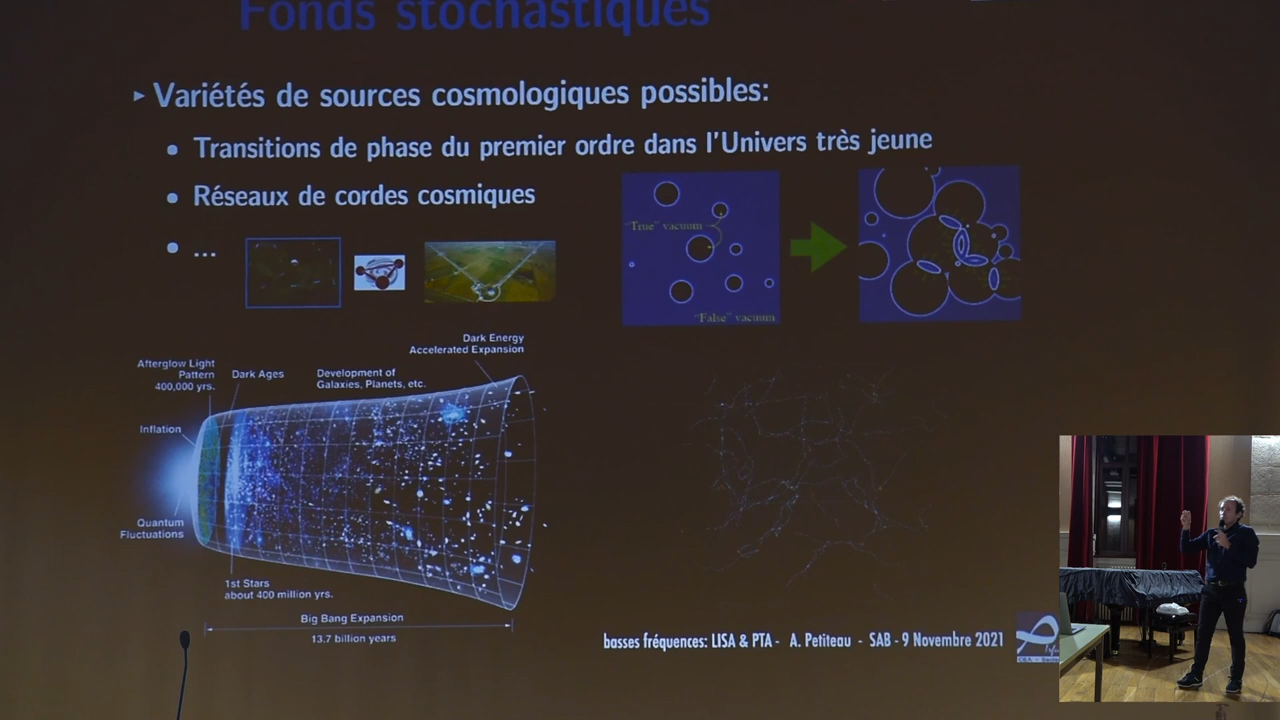 Fonds stochastiques
▸ Variétés de sources cosmologiques possibles:
• Transitions de phase du premier ordre dans l'Univers très jeune
• Réseaux de cordes cosmiques
• ...
"True" vacuum
"False" vacuum
Dark Energy
Accelerated Expansion
Afterglow Light
Pattern
400,000 yrs.
Dark Ages
Development of
Galaxies, Planets, etc.
Inflation
Quantum
Fluctuations
1st Stars
about 400 million yrs.
Big Bang Expansion
13.7 billion years
basses fréquences: LISA & PTA - A. Petiteau - SAB - 9 Novembre 2021